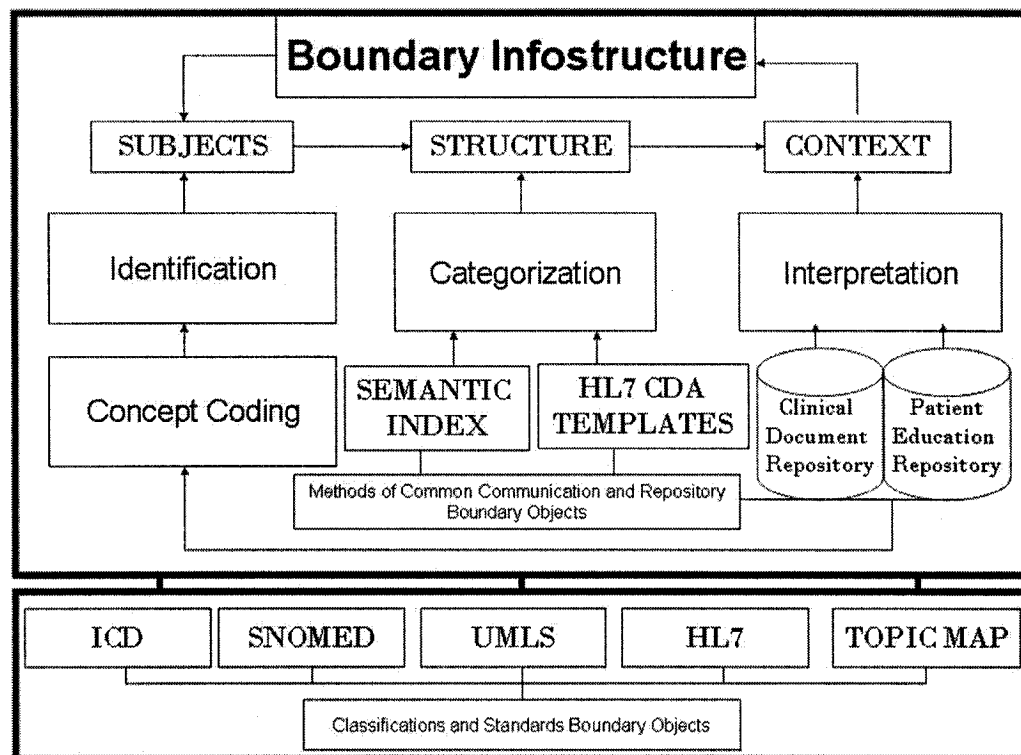 Boundary Infostructure
SUBJECTS
STRUCTURE
CONTEXT
Identification
Categorization
Interpretation
Concept Coding
SEMANTIC
INDEX
HL7 CDA
TEMPLATES
Clinical
Document
Repository
Patient
Education
Repository
Methods of Common Communication and Repository
Boundary Objects
ICD
SNOMED
UMLS
HL7
TOPIC MAP
Classifications and Standards Boundary Objects